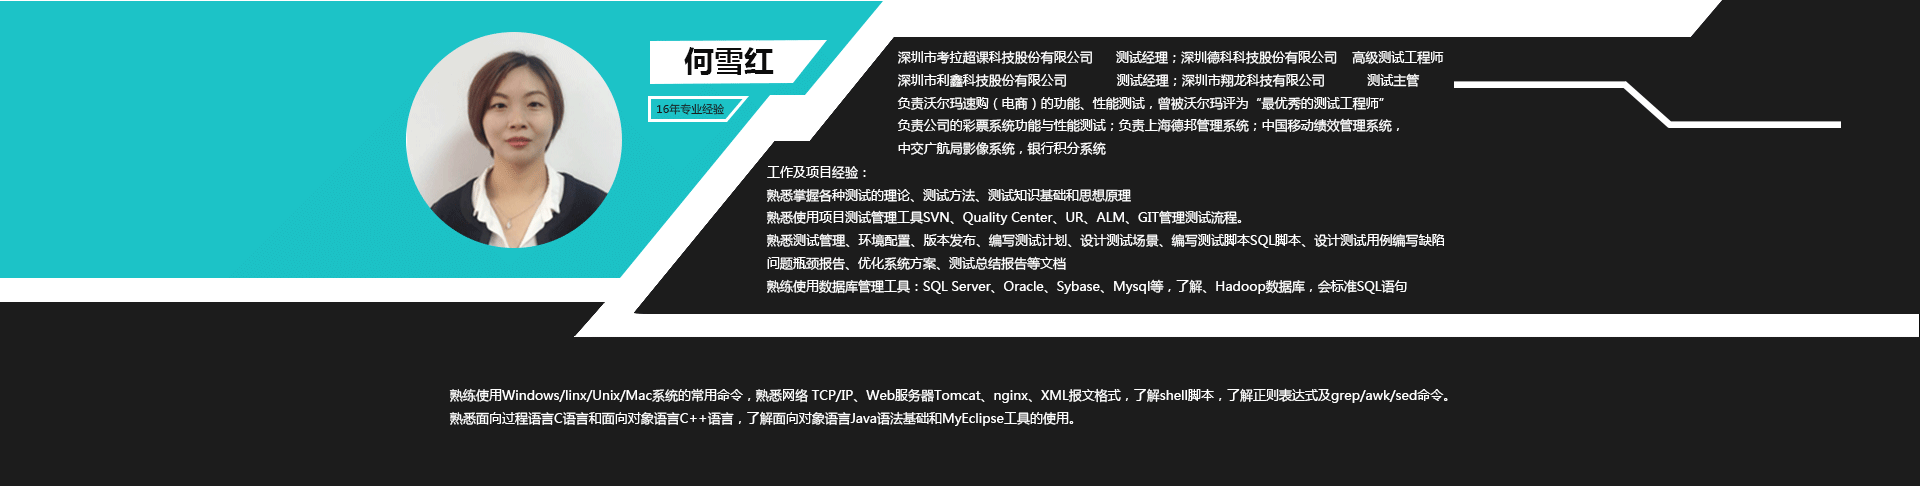 何雪红
16年专业经验
深圳市考拉超课科技股份有限公司 测试经理；深圳德科科技股份有限公司 高级测试工程师
深圳市利鑫科技股份有限公司 测试经理；深圳市翔龙科技有限公司 测试主管
负责沃尔玛速购（电商）的功能、性能测试，曾被沃尔玛评为“最优秀的测试工程师”
负责公司的彩票系统功能与性能测试；负责上海德邦管理系统；中国移动绩效管理系统，
中交广航局影像系统，银行积分系统
工作及项目经验：
熟悉掌握各种测试的理论、测试方法、测试知识基础和思想原理
熟悉使用项目测试管理工具SVN、Quality Center、UR、ALM、GIT管理测试流程。
熟悉测试管理、环境配置、版本发布、编写测试计划、设计测试场景、编写测试脚本SQL脚本、设计测试用例编写缺陷
问题瓶颈报告、优化系统方案、测试总结报告等文档
熟练使用数据库管理工具：SQL Server、Oracle、Sybase、Mysql等，了解、Hadoop数据库，会标准SQL语句
熟练使用Windows/linx/Unix/Mac系统的常用命令，熟悉网络 TCP/IP、Web服务器Tomcat、nginx、XML报文格式，了解shell脚本，了解正则表达式及grep/awk/sed命令。
熟悉面向过程语言C语言和面向对象语言C++语言，了解面向对象语言Java语法基础和MyEclipse工具的使用。